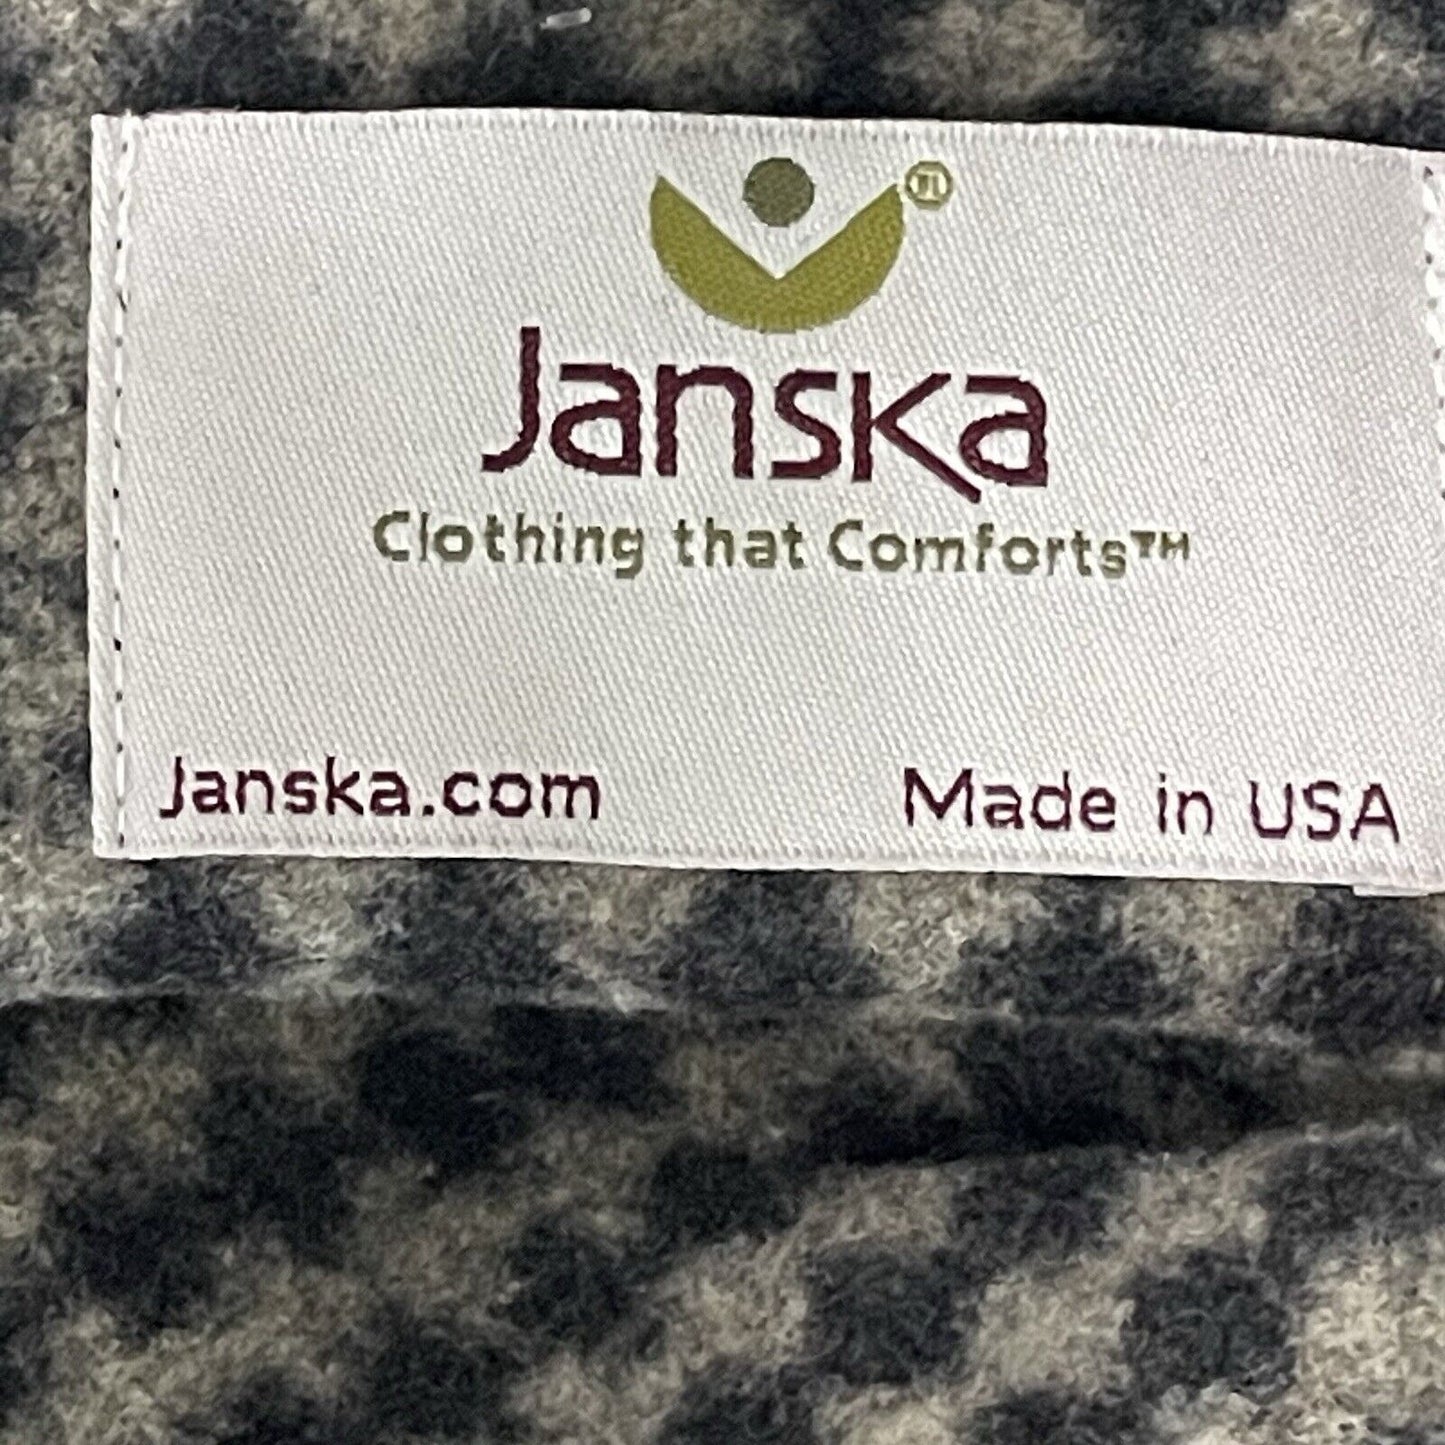 ®
Janska
Clothing that Comforts™
Janska.com
Made in USA